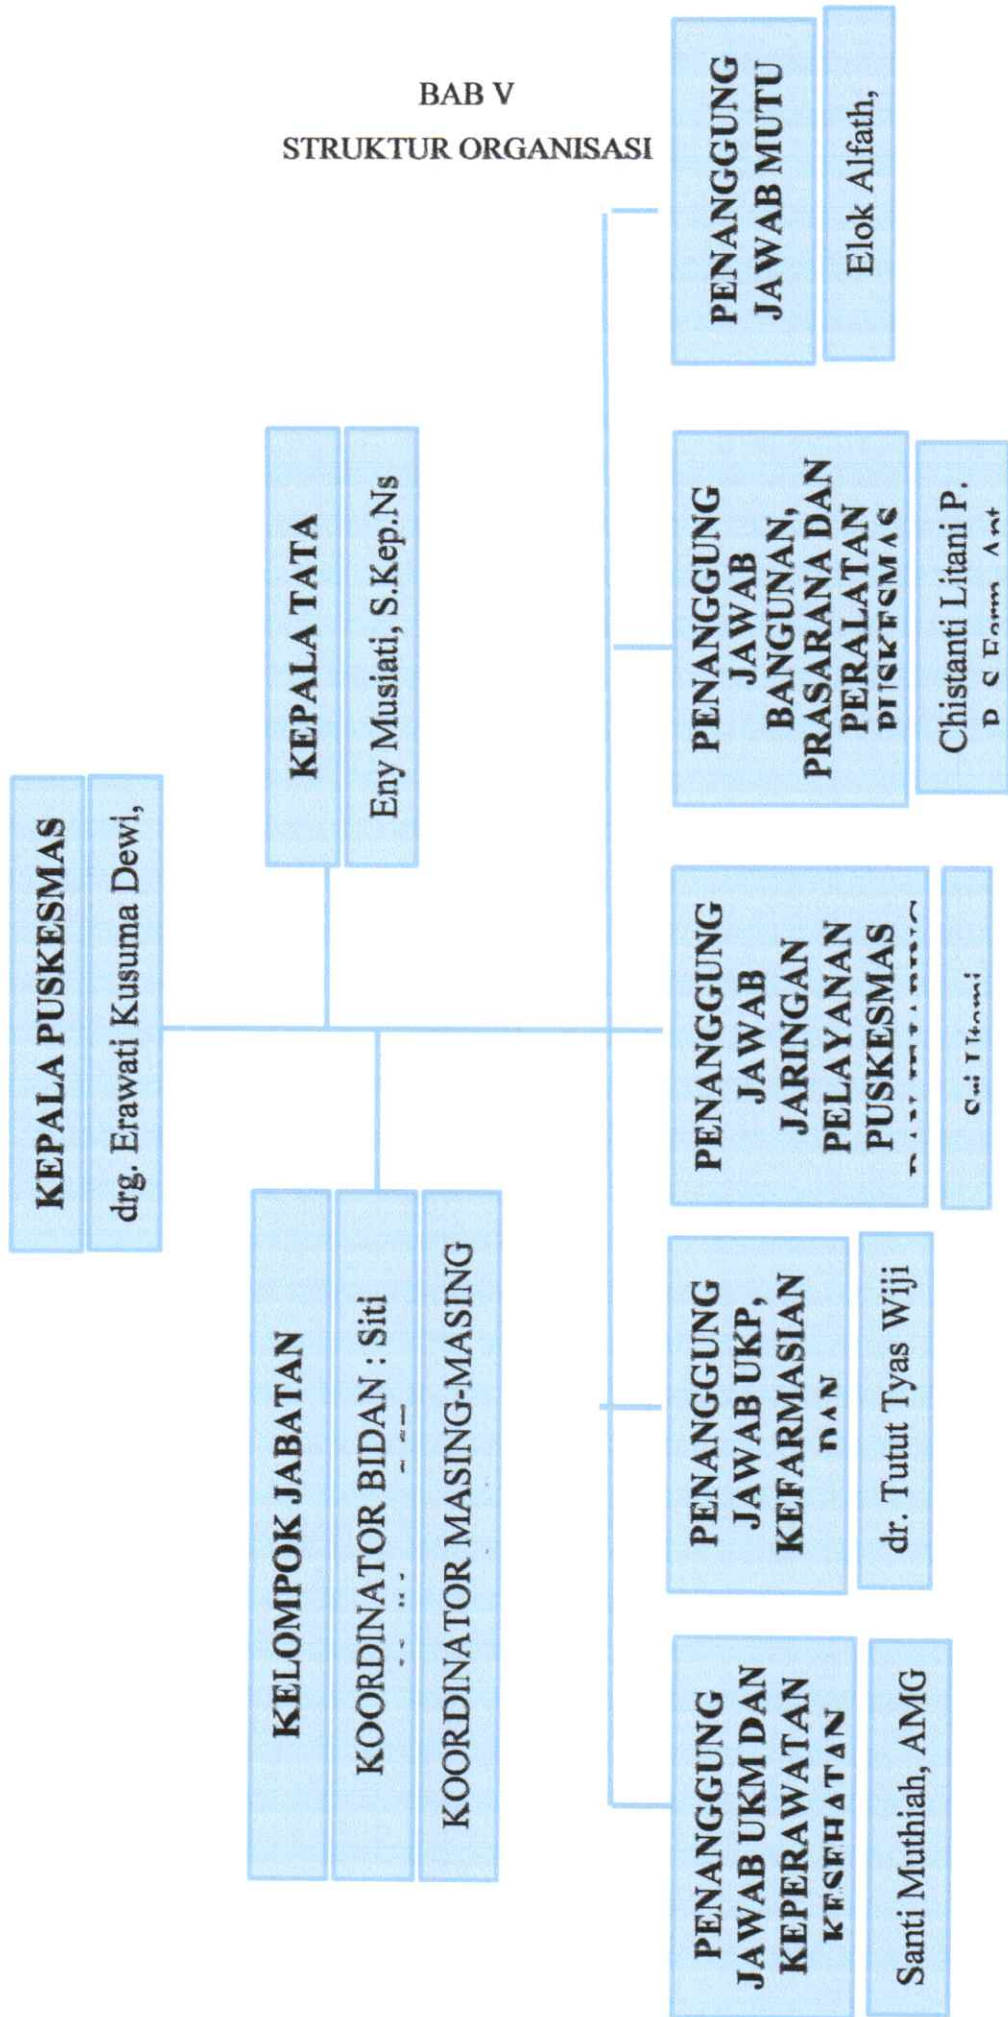 BAB V
STRUKTUR ORGANISASI
KEPALA PUSKESMAS
drg. Erawati Kusuma Dewi,
KEPALA TATA
Eny Musiati, S.Kep.Ns
KELOMPOK JABATAN
KOORDINATOR BIDAN : Siti
KOORDINATOR MASING-MASING
PENANGGUNG
JAWAB UKM DAN
KEPERAWATAN
KESEHATAN
Santi Muthiah, AMG
PENANGGUNG
JAWAB UKP,
KEFARMASIAN
DAN
dr. Tutut Tyas Wiji
PENANGGUNG
JAWAB
JARINGAN
PELAYANAN
PUSKESMAS
PENANGGUNG
JAWAB
BANGUNAN,
PRASARANA DAN
PERALATAN
PUSKESMAS
Chistanti Litani P.
PENANGGUNG
JAWAB MUTU
Elok Alfath,